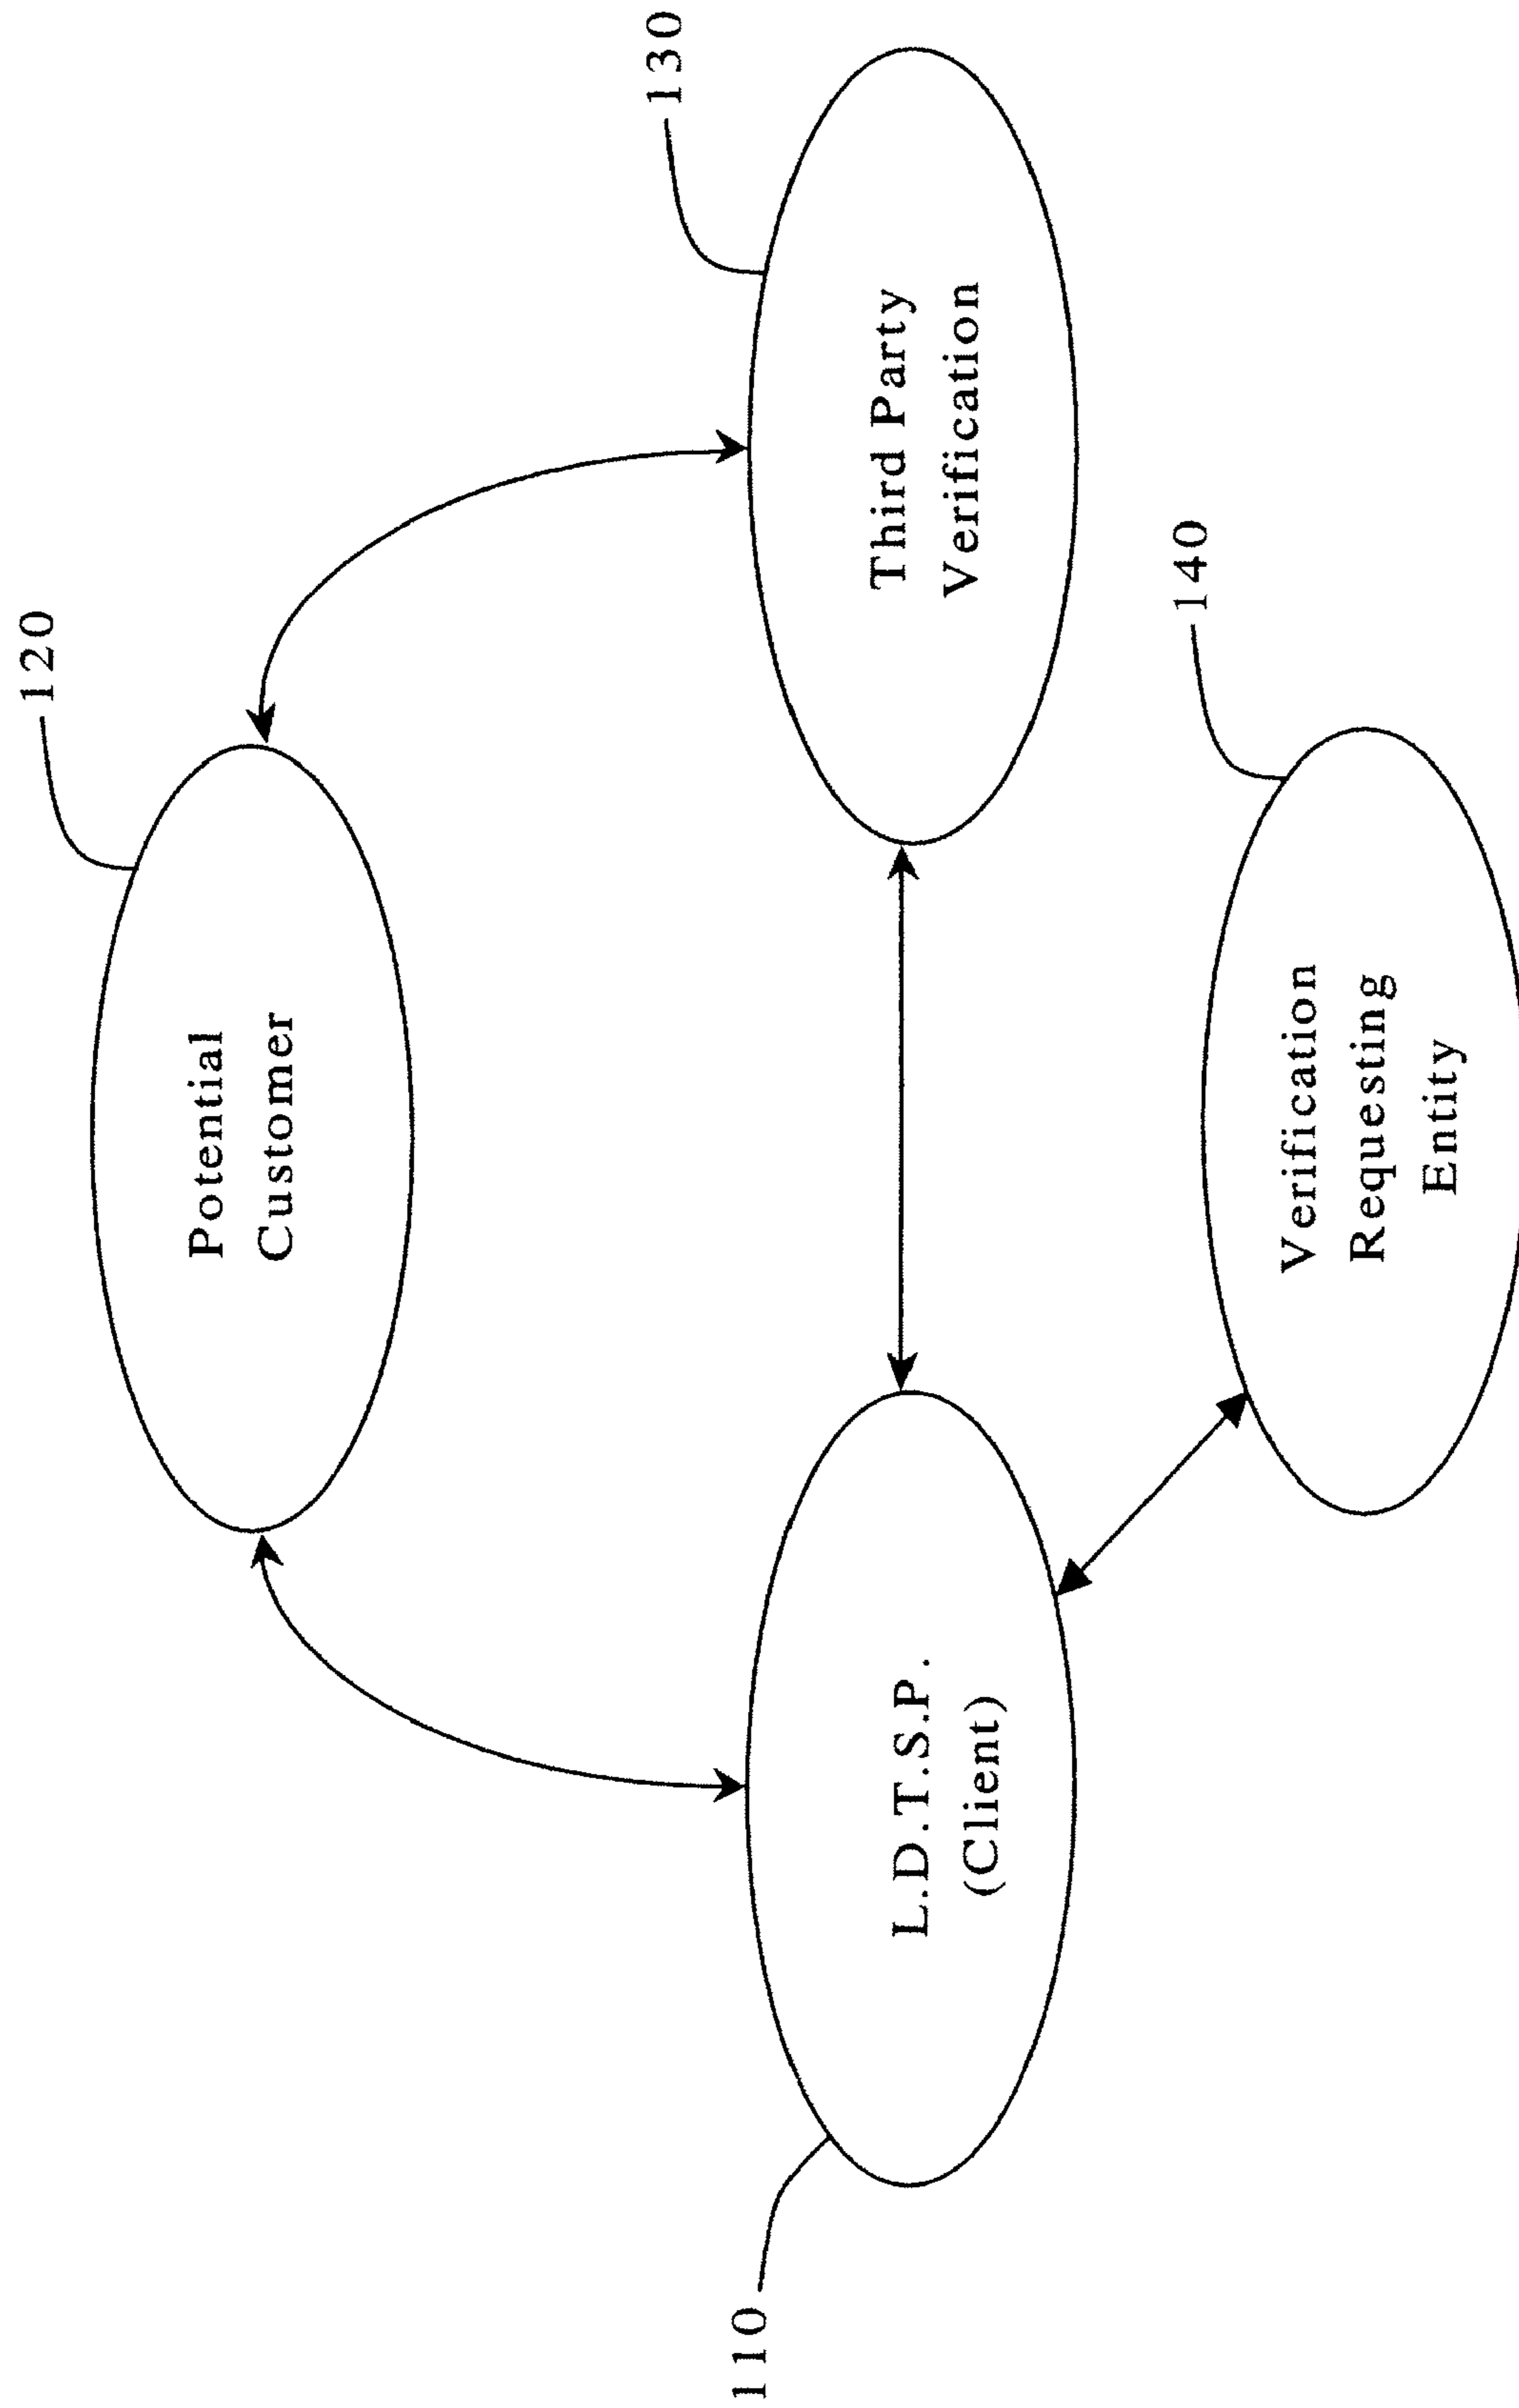 120
Potential
Customer
130
110
L.D.T.S.P.
(Client)
Third Party
Verification
140
Verification
Requesting
Entity